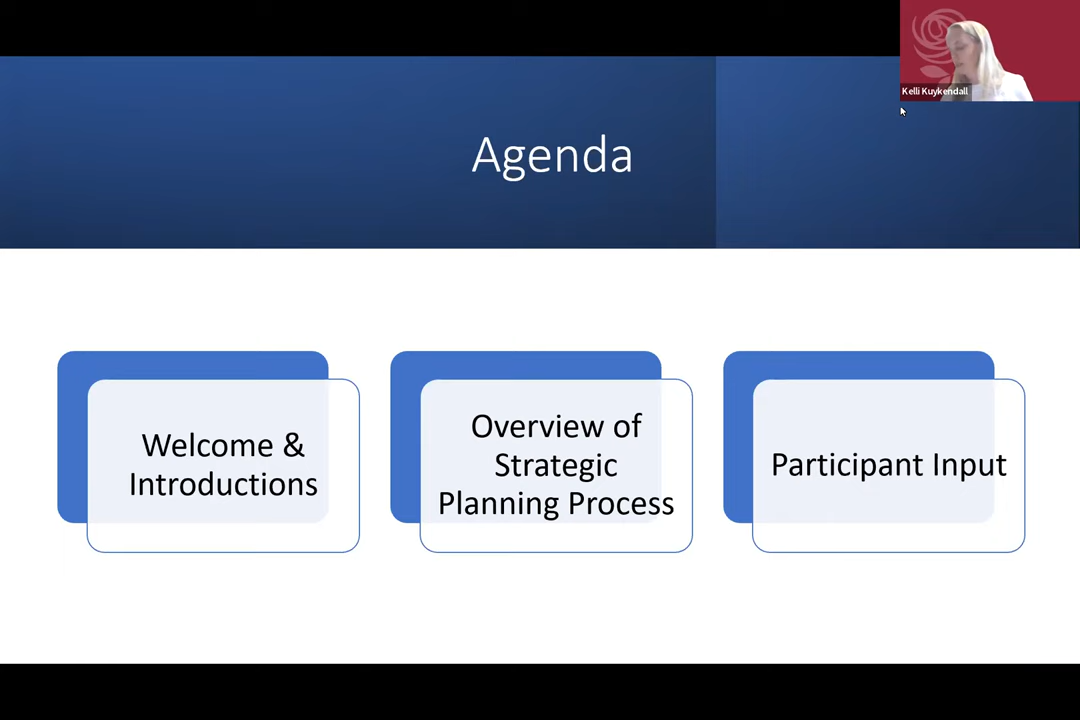 Kelli Kuykendall
Agenda
Welcome &
Introductions
Overview of
Strategic
Planning Process
Participant Input